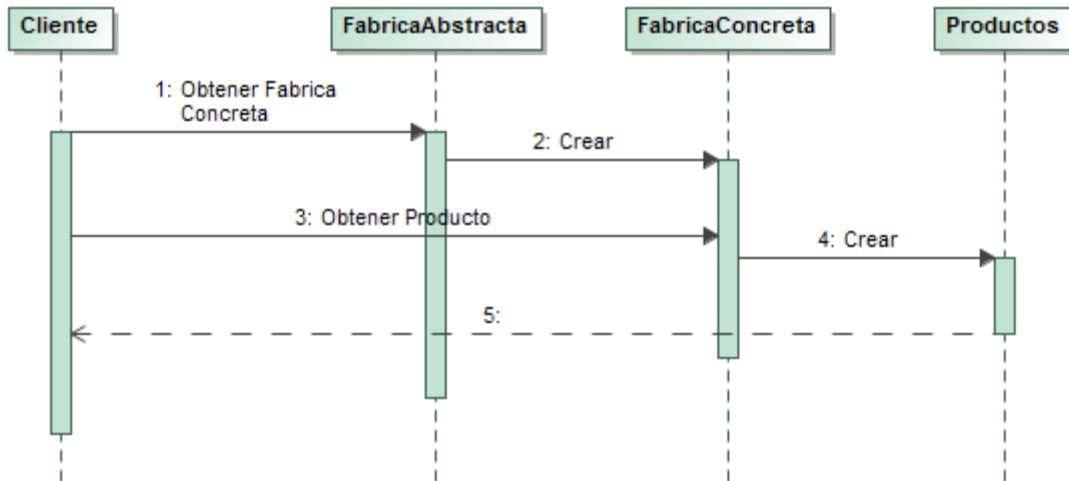 Cliente
FabricaAbstracta
FabricaConcreta
Productos
1: Obtener Fabrica
Concreta
2: Crear
3: Obtener Producto
4: Crear
5: